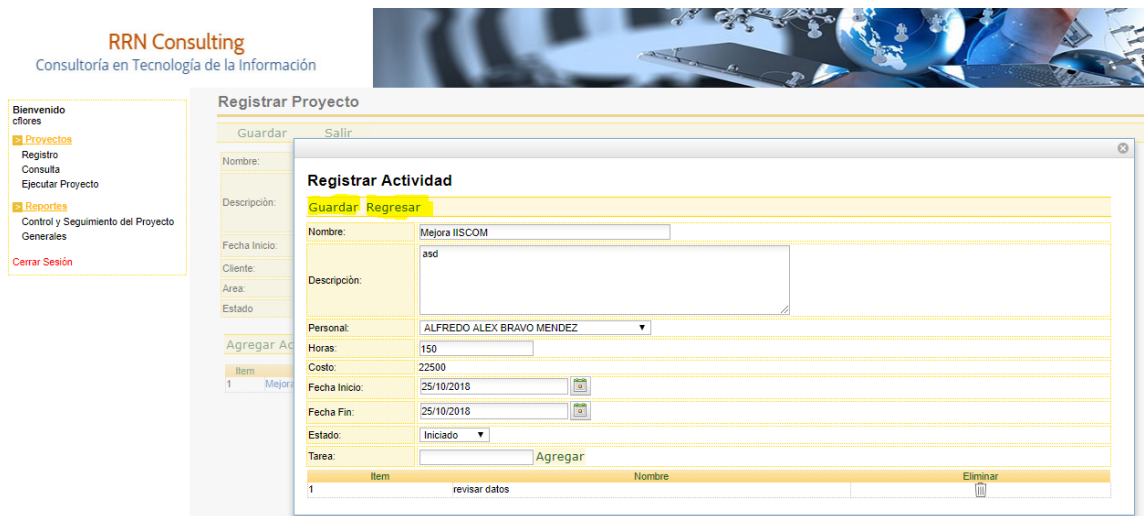 RRN Consulting
Consultoría en Tecnología de la Información
Bienvenido
cflores
Proyectos
Registro
Consulta
Ejecutar Proyecto
Reportes
Control y Seguimiento del Proyecto
Generales
Cerrar Sesión
Registrar Proyecto
Guardar Salir
Nombre:
Descripción:
Fecha Inicio:
Cliente:
Area:
Estado
Agregar Ac
Item
1 Mejora
Registrar Actividad
Guardar Regresar
Nombre: Mejora IISCOM
Descripciòn: asd
Personal: ALFREDO ALEX BRAVO MENDEZ
Horas: 150
Costo: 22500
Fecha Inicio: 25/10/2018
Fecha Fin: 25/10/2018
Estado: Iniciado
Tarea: Agregar
Item Nombre Eliminar
1 revisar datos